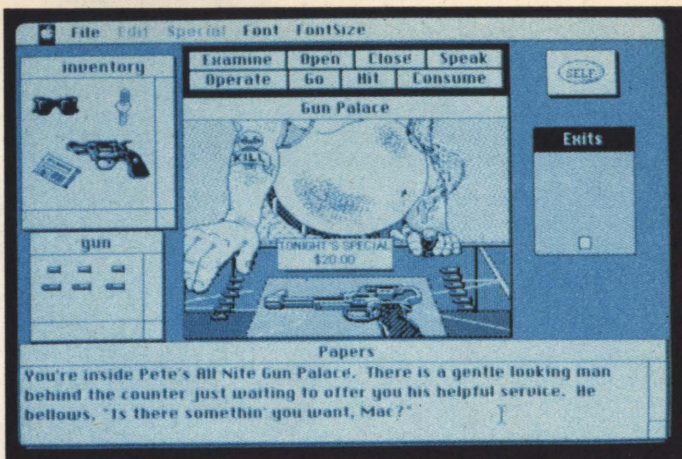 File Edit Special Font FontSize
inventory
Examine Open Close Speak
Operate Go Hit Consume
SELF
Gun Palace
Exits
KILL
TONIGHT'S SPECIAL
$20.00
gun
Papers
You're inside Pete's All Nite Gun Palace. There is a gentle looking man
behind the counter just waiting to offer you his helpful service. He
bellows, "Is there somethin' you want, Mac?"